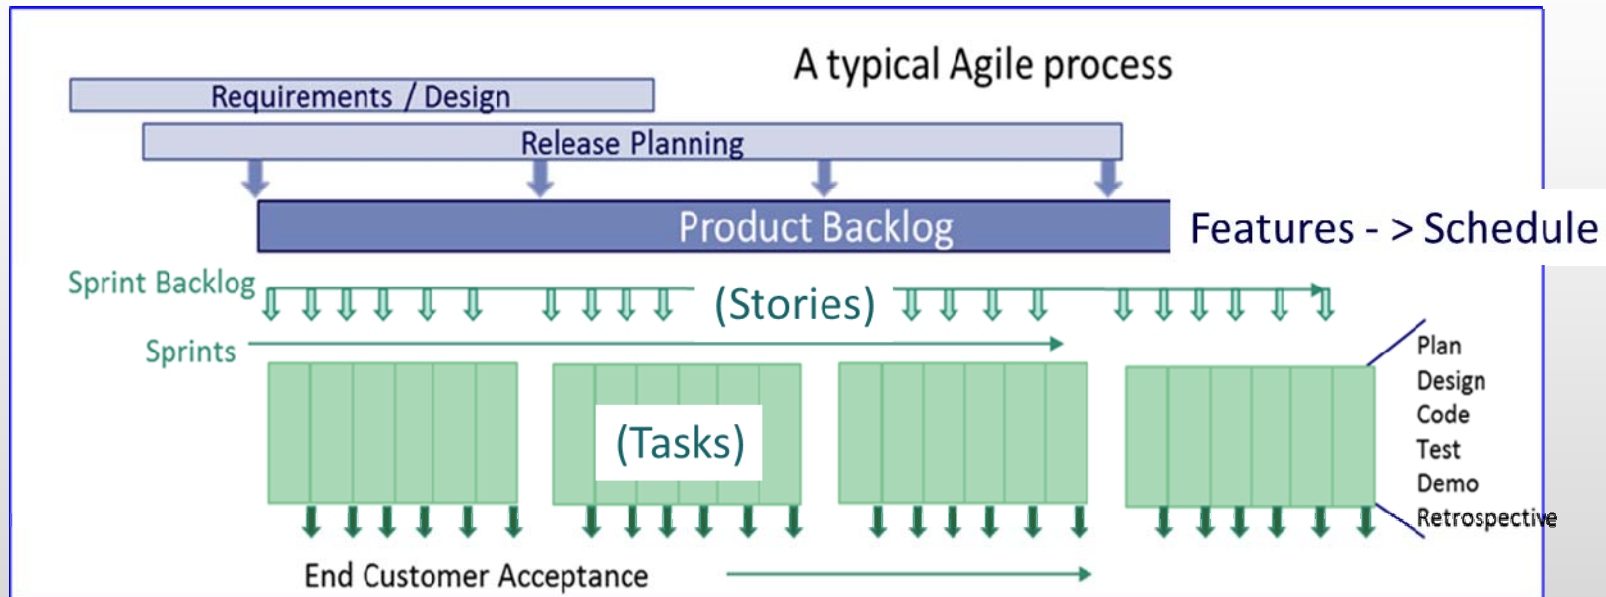 A typical Agile process
Requirements / Design
Release Planning
Product Backlog
Features - > Schedule
Sprint Backlog
(Stories)
Sprints
(Tasks)
Plan
Design
Code
Test
Demo
Retrospective
End Customer Acceptance